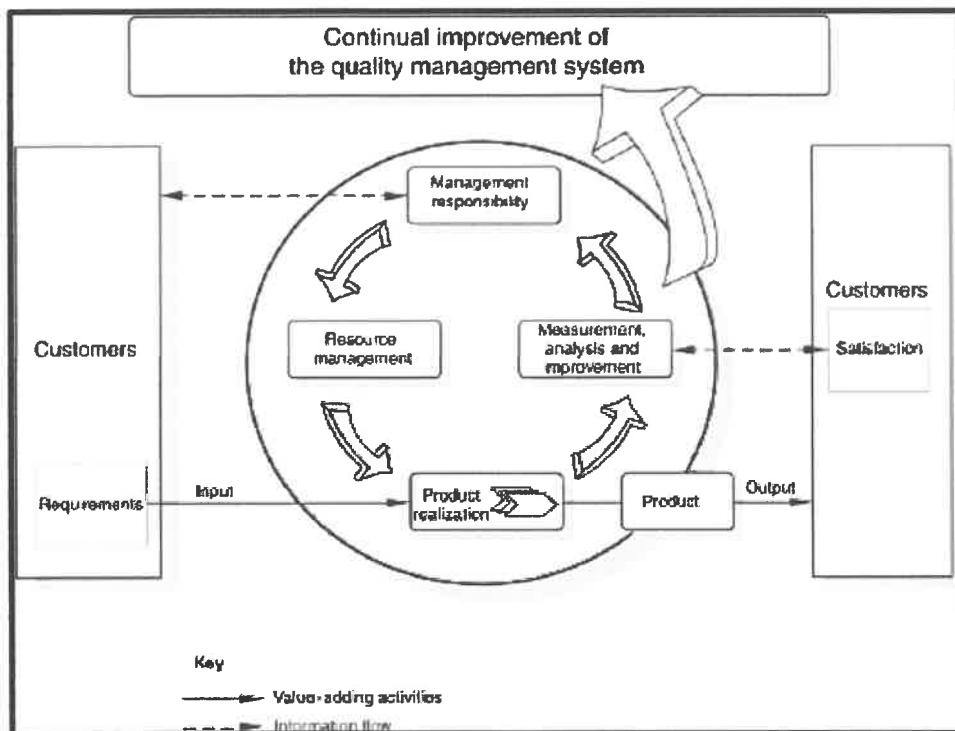 Continual improvement of
the quality management system
Management
responsibility
Customers
Resource
management
Measurement,
analysis and
improvement
Customers
Satisfaction
Requirements
Input
Product
realization
Product
Output
Key
Value-adding activities
Information flow